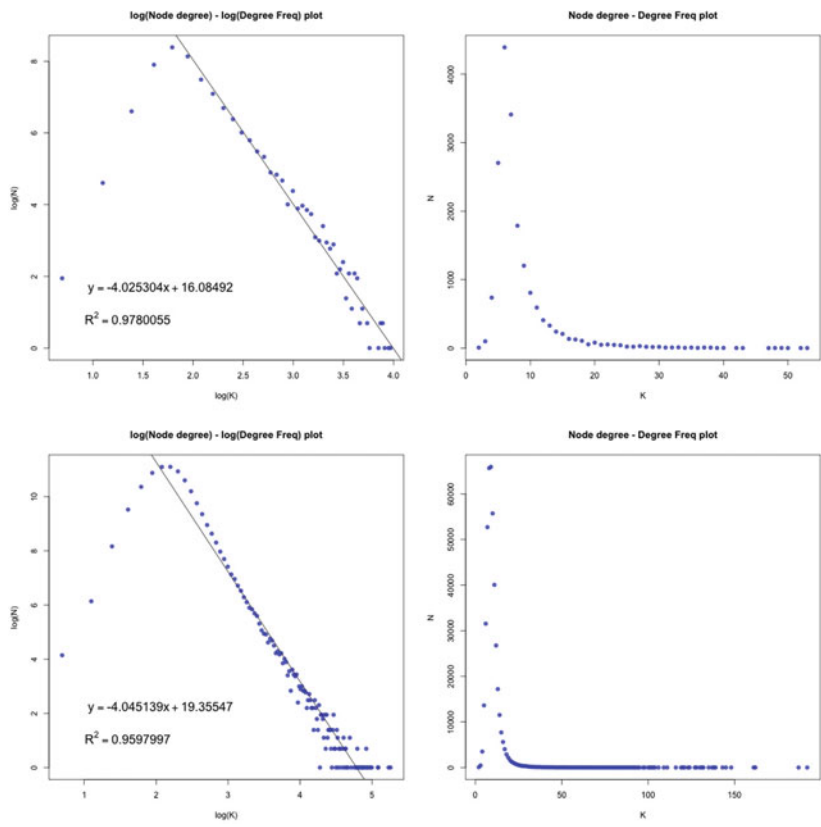 log(Node degree) - log(Degree Freq) plot
8
6
4
2
0
log(N)
y = -4.025304x + 16.08492
R² = 0.9780055
1.0 1.5 2.0 2.5 3.0 3.5 4.0
log(K)
Node degree - Degree Freq plot
4000
3000
2000
1000
0
N
0 10 20 30 40 50
K
log(Node degree) - log(Degree Freq) plot
10
8
6
4
2
0
log(N)
y = -4.045139x + 19.35547
R² = 0.9597997
1 2 3 4 5
log(K)
Node degree - Degree Freq plot
60000
50000
40000
30000
20000
10000
0
N
0 50 100 150
K